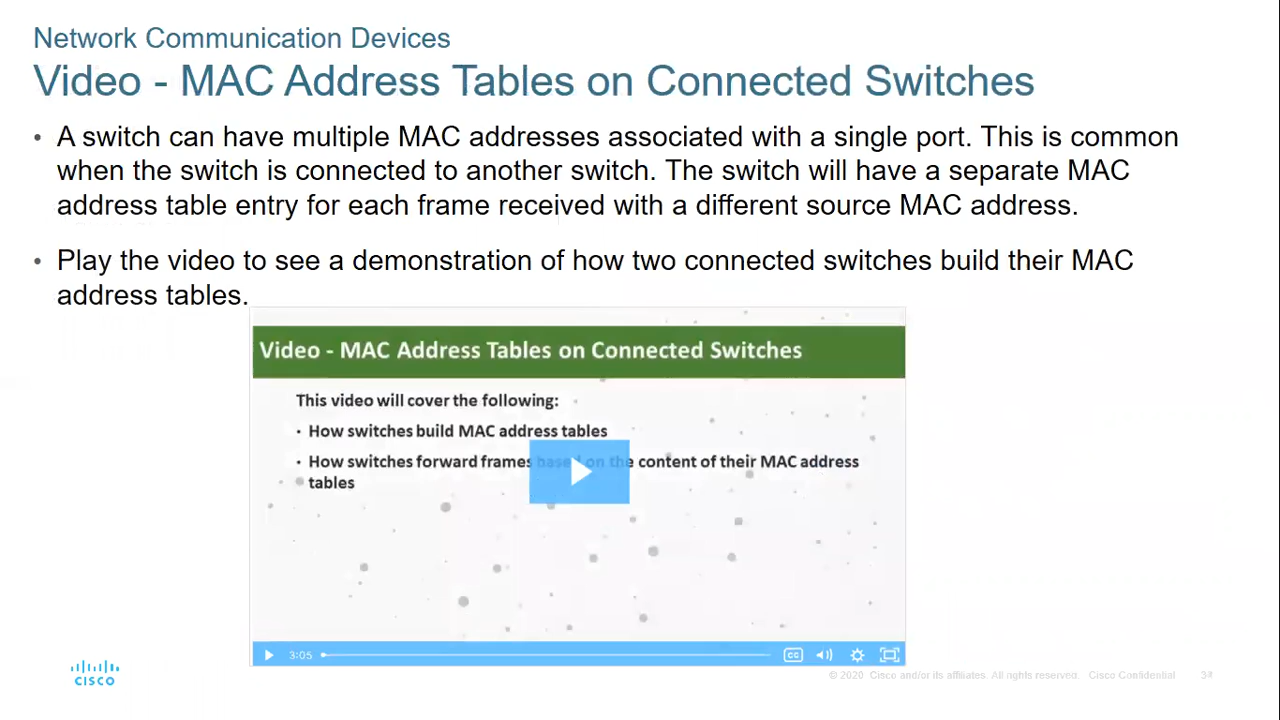 Network Communication Devices
Video - MAC Address Tables on Connected Switches
• A switch can have multiple MAC addresses associated with a single port. This is common
when the switch is connected to another switch. The switch will have a separate MAC
address table entry for each frame received with a different source MAC address.
• Play the video to see a demonstration of how two connected switches build their MAC
address tables.
Video - MAC Address Tables on Connected Switches
This video will cover the following:
• How switches build MAC address tables
• How switches forward frames based on the content of their MAC address
tables
3:05
CC
CISCO
© 2020 Cisco and/or its affiliates. All rights reserved. Cisco Confidential